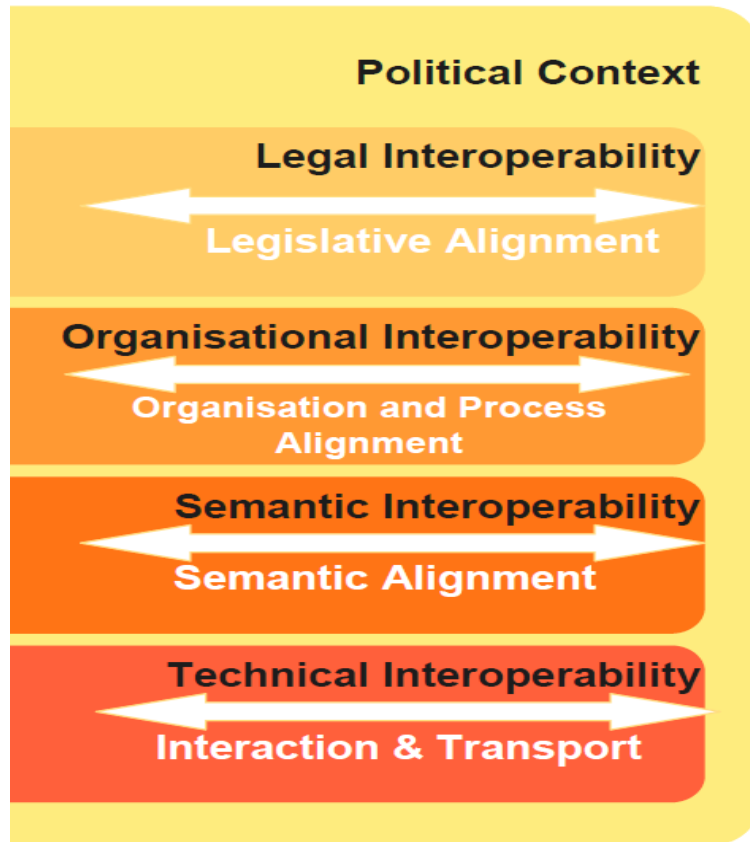 Political Context
Legal Interoperability
Legislative Alignment
Organisational Interoperability
Organisation and Process
Alignment
Semantic Interoperability
Semantic Alignment
Technical Interoperability
Interaction & Transport